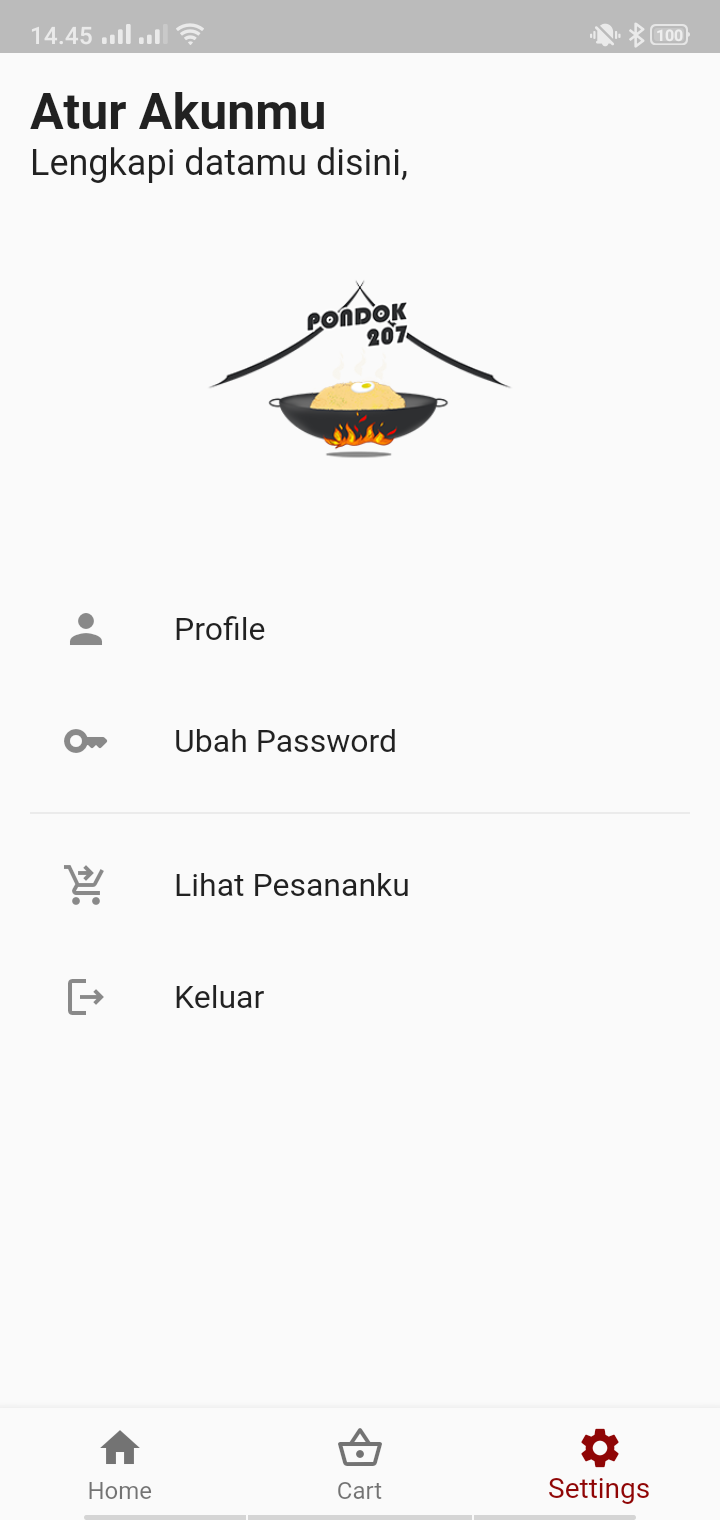 14.45
100
Atur Akunmu
Lengkapi datamu disini,
PONDOK
207
Profile
Ubah Password
Lihat Pesananku
Keluar
Home
Cart
Settings